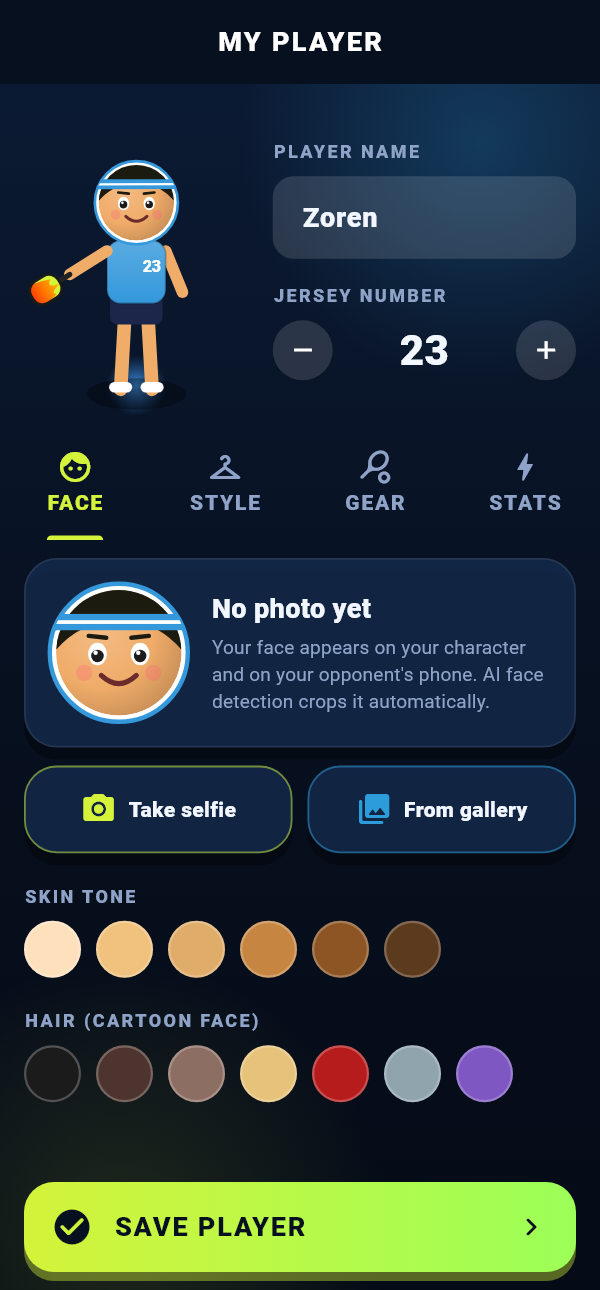 MY PLAYER
PLAYER NAME
Zoren
23
JERSEY NUMBER
23
FACE
STYLE
GEAR
STATS
No photo yet
Your face appears on your character
and on your opponent's phone. AI face
detection crops it automatically.
Take selfie
From gallery
SKIN TONE
HAIR (CARTOON FACE)
SAVE PLAYER